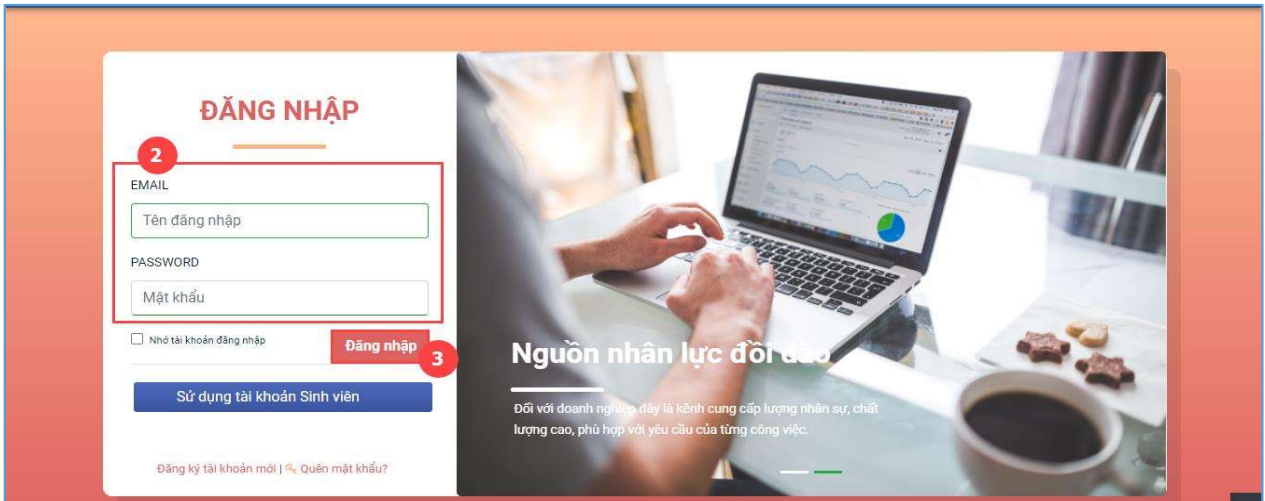 ĐĂNG NHẬP
2
EMAIL
Tên đăng nhập
PASSWORD
Mật khẩu
Nhớ tài khoản đăng nhập
Đăng nhập
3
Sử dụng tài khoản Sinh viên
Đăng ký tài khoản mới | Quên mật khẩu?
Nguồn nhân lực đồi dào
Đối với doanh nghiệp đây là kênh cung cấp lượng nhân sự, chất
lượng cao, phù hợp với yêu cầu của từng công việc.